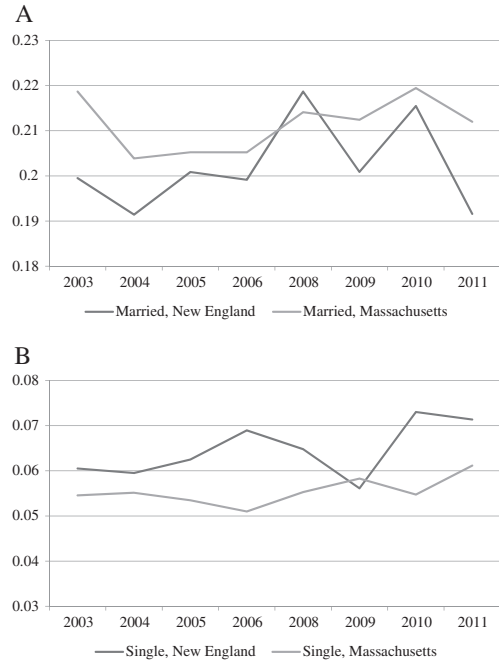 A
0.23
0.22
0.21
0.2
0.19
0.18
2003 2004 2005 2006 2008 2009 2010 2011
Married, New England Married, Massachusetts
B
0.08
0.07
0.06
0.05
0.04
0.03
2003 2004 2005 2006 2008 2009 2010 2011
Single, New England Single, Massachusetts